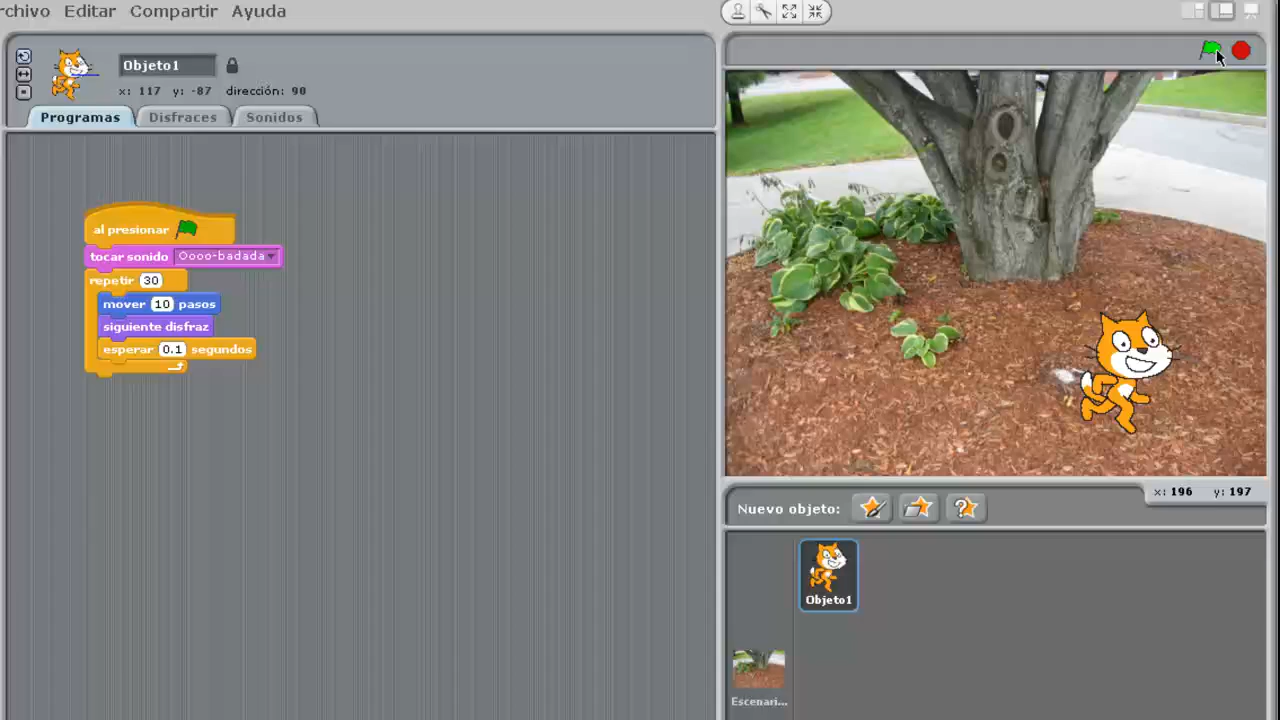 rchivo Editar Compartir Ayuda
Objeto1
x: 117 y: -87 dirección: 90
Programas Disfraces Sonidos
al presionar
tocar sonido Oooo-badada
repetir 30
mover 10 pasos
siguiente disfraz
esperar 0.1 segundos
x: 196 y: 197
Nuevo objeto:
Objeto1
Escenari...